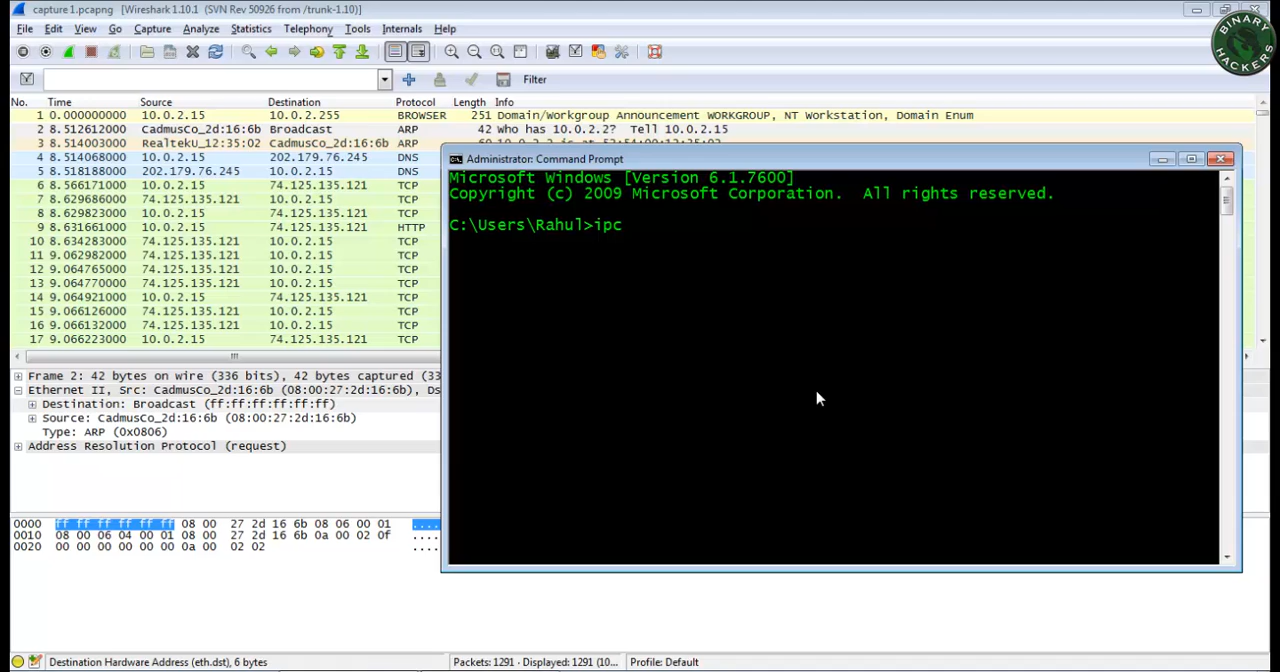 capture 1.pcapng [Wireshark 1.10.1 (SVN Rev 50926 from /trunk-1.10)]
BINARY HACKERS
File Edit View Go Capture Analyze Statistics Telephony Tools Internals Help
Filter
No. Time Source Destination Protocol Length Info
1 0.000000000 10.0.2.15 10.0.2.255 BROWSER 251 Domain/Workgroup Announcement WORKGROUP, NT Workstation, Domain Enum
2 8.512612000 CadmusCo_2d:16:6b Broadcast ARP 42 Who has 10.0.2.2? Tell 10.0.2.15
3 8.514003000 RealtekU_12:35:02 CadmusCo_2d:16:6b ARP
4 8.514068000 10.0.2.15 202.179.76.245 DNS
5 8.518188000 202.179.76.245 10.0.2.15 DNS
6 8.566171000 10.0.2.15 74.125.135.121 TCP
7 8.629686000 74.125.135.121 10.0.2.15 TCP
8 8.629823000 10.0.2.15 74.125.135.121 TCP
9 8.631661000 10.0.2.15 74.125.135.121 HTTP
10 8.634283000 74.125.135.121 10.0.2.15 TCP
11 9.062982000 74.125.135.121 10.0.2.15 TCP
12 9.064765000 74.125.135.121 10.0.2.15 TCP
13 9.064770000 74.125.135.121 10.0.2.15 TCP
14 9.064921000 10.0.2.15 74.125.135.121 TCP
15 9.066126000 74.125.135.121 10.0.2.15 TCP
16 9.066132000 74.125.135.121 10.0.2.15 TCP
17 9.066223000 10.0.2.15 74.125.135.121 TCP
Administrator: Command Prompt
Microsoft Windows [Version 6.1.7600]
Copyright (c) 2009 Microsoft Corporation. All rights reserved.
C:\Users\Rahul>ipc
Frame 2: 42 bytes on wire (336 bits), 42 bytes captured (33
Ethernet II, Src: CadmusCo_2d:16:6b (08:00:27:2d:16:6b), Ds
Destination: Broadcast (ff:ff:ff:ff:ff:ff)
Source: CadmusCo_2d:16:6b (08:00:27:2d:16:6b)
Type: ARP (0x0806)
Address Resolution Protocol (request)
0000 ff ff ff ff ff ff 08 00 27 2d 16 6b 08 06 00 01 ....
0010 08 00 06 04 00 01 08 00 27 2d 16 6b 0a 00 02 0f ....
0020 00 00 00 00 00 00 0a 00 02 02 ....
Destination Hardware Address (eth.dst), 6 bytes
Packets: 1291 · Displayed: 1291 (10...
Profile: Default